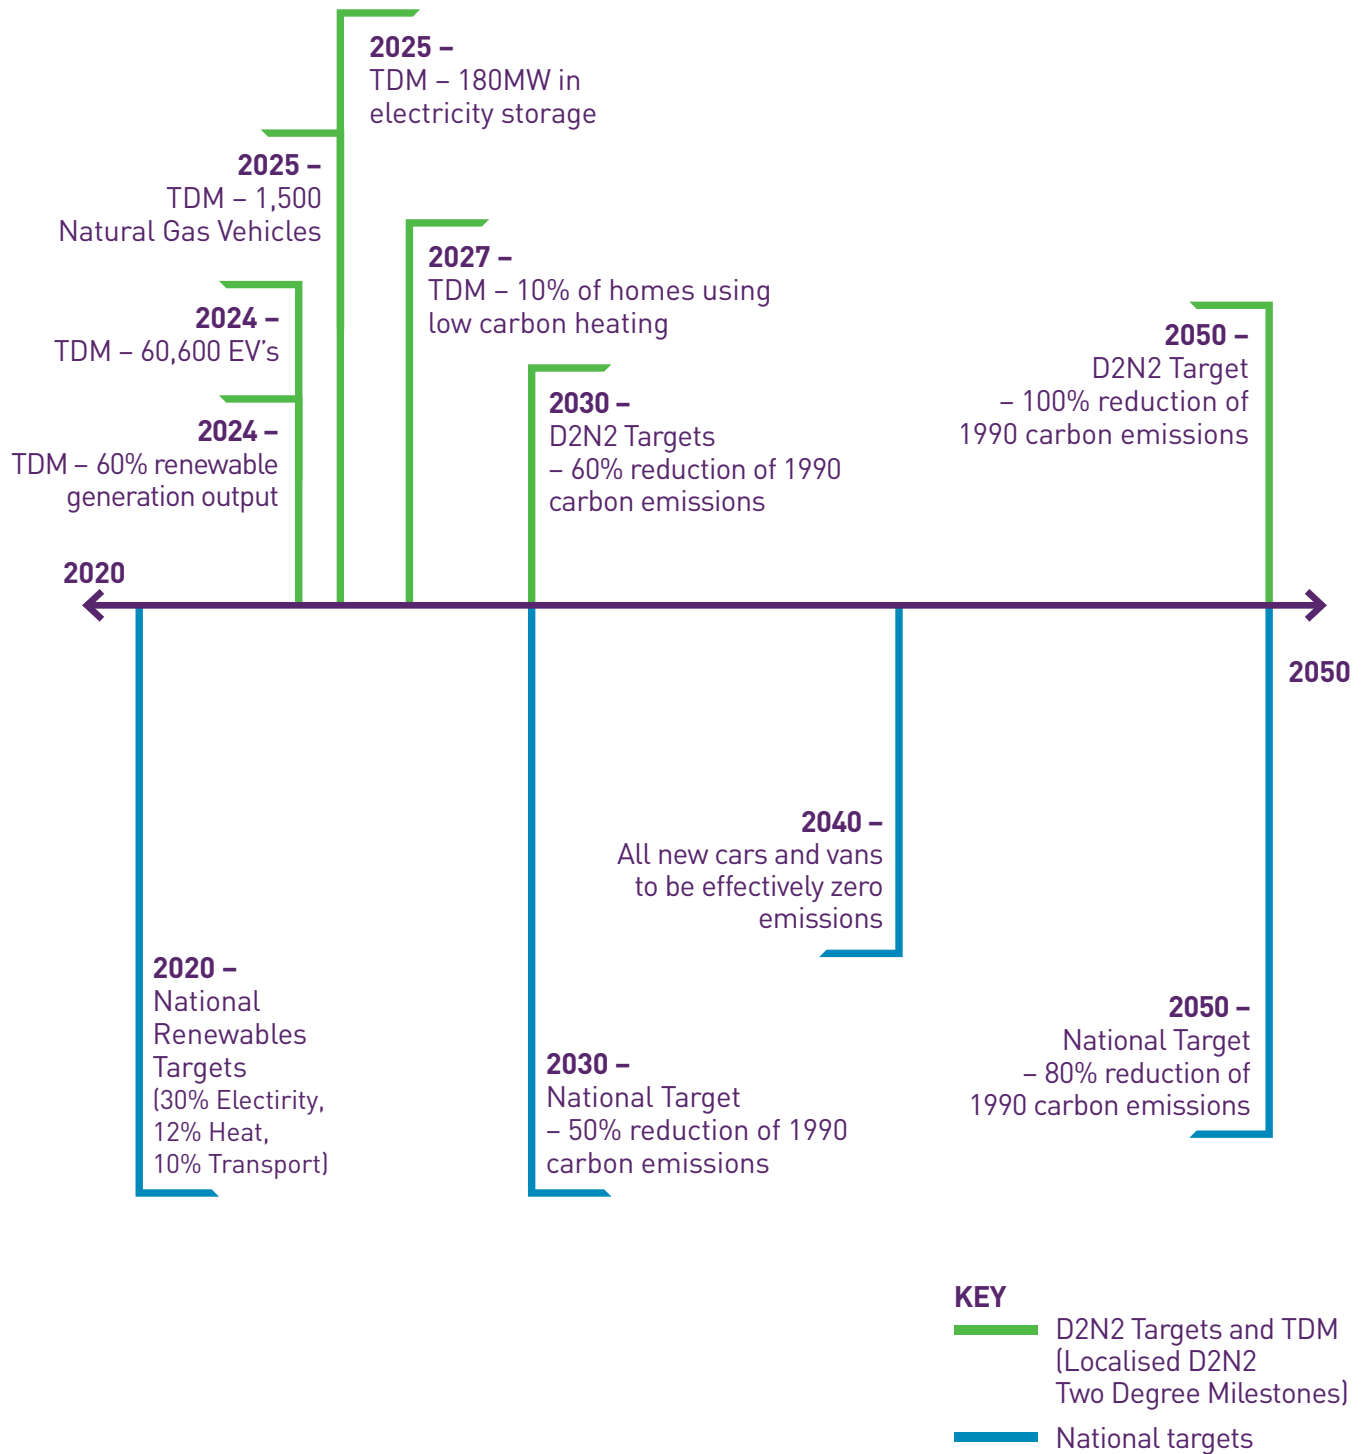 2025 –
TDM – 180MW in
electricity storage
2025 –
TDM – 1,500
Natural Gas Vehicles
2027 –
TDM – 10% of homes using
low carbon heating
2024 –
TDM – 60,600 EV's
2024 –
TDM – 60% renewable
generation output
2030 –
D2N2 Targets
– 60% reduction of 1990
carbon emissions
2050 –
D2N2 Target
– 100% reduction of
1990 carbon emissions
2020
2050
2040 –
All new cars and vans
to be effectively zero
emissions
2020 –
National
Renewables
Targets
(30% Electirity,
12% Heat,
10% Transport)
2030 –
National Target
– 50% reduction of 1990
carbon emissions
2050 –
National Target
– 80% reduction of
1990 carbon emissions
KEY
D2N2 Targets and TDM
(Localised D2N2
Two Degree Milestones)
National targets